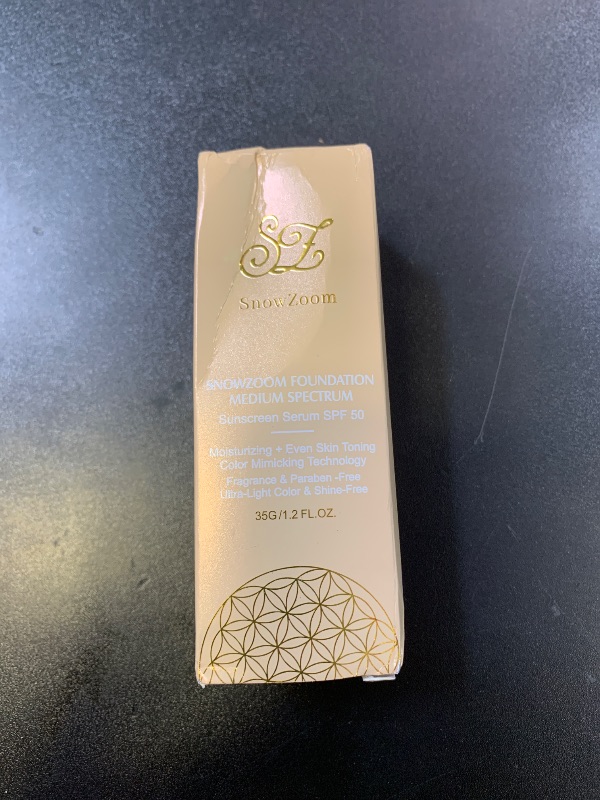 SZ
SnowZoom
SNOWZOOM FOUNDATION
MEDIUM SPECTRUM
Sunscreen Serum SPF 50
Moisturizing + Even Skin Toning
Color Mimicking Technology
Fragrance & Paraben -Free
Ultra-Light Color & Shine-Free
35G/1.2 FL.OZ.